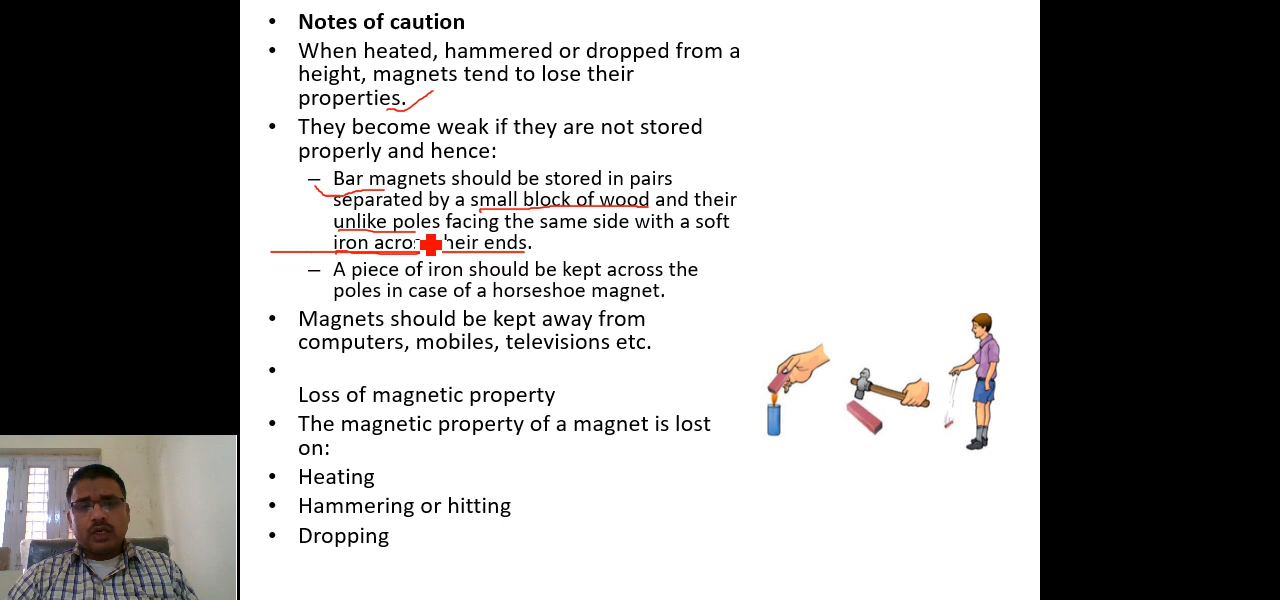 • Notes of caution
• When heated, hammered or dropped from a
height, magnets tend to lose their
properties.
• They become weak if they are not stored
properly and hence:
– Bar magnets should be stored in pairs
separated by a small block of wood and their
unlike poles facing the same side with a soft
iron acro heir ends.
– A piece of iron should be kept across the
poles in case of a horseshoe magnet.
• Magnets should be kept away from
computers, mobiles, televisions etc.
•
Loss of magnetic property
• The magnetic property of a magnet is lost
on:
• Heating
• Hammering or hitting
• Dropping